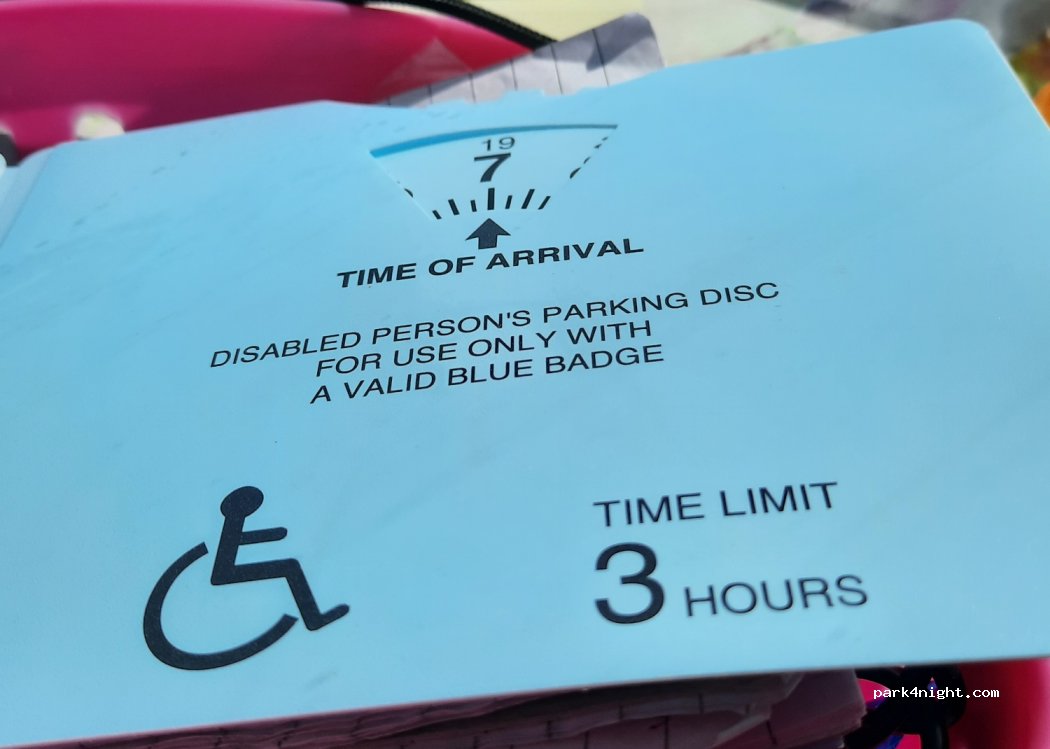 19
7
TIME OF ARRIVAL
DISABLED PERSON'S PARKING DISC
FOR USE ONLY WITH
A VALID BLUE BADGE
TIME LIMIT
3 HOURS
park4night.com